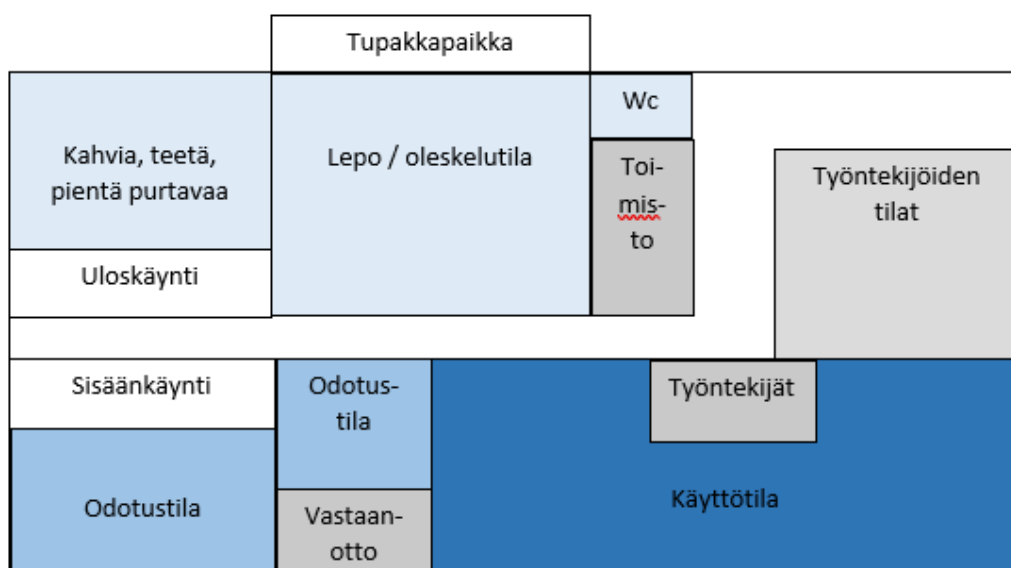 Tupakkapaikka
Kahvia, teetä,
pientä purtavaa
Lepo / oleskelutila
Wc
Toi-
mis-
to
Työntekijöiden
tilat
Uloskäynti
Sisäänkäynti
Odotus-
tila
Työntekijät
Odotustila
Vastaan-
otto
Käyttötila